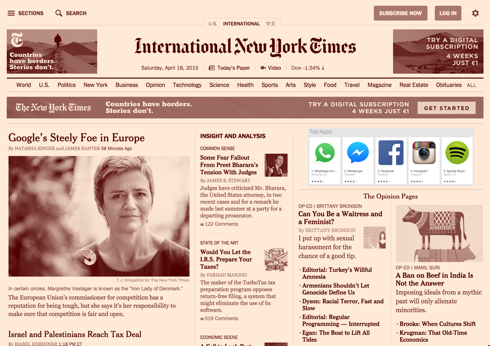 SECTIONS
SEARCH
SUBSCRIBE NOW
LOG IN
U.S.
INTERNATIONAL
中文
Countries
have borders.
Stories don't.
International New York Times
TRY A DIGITAL
SUBSCRIPTION
4 WEEKS
JUST €1
Saturday, April 18, 2015
Today's Paper
Video
Dow -1.54% ↓
World
U.S.
Politics
New York
Business
Opinion
Technology
Science
Health
Sports
Arts
Style
Food
Travel
Magazine
Real Estate
Obituaries
ALL
The New York Times
Countries have borders. Stories don't.
TRY A DIGITAL SUBSCRIPTION
4 WEEKS JUST €1
GET STARTED
Google's Steely Foe in Europe
By NATASHA SINGER and JAMES KANTER 58 Minutes Ago
T.J. Kirkpatrick for The New York Times
In certain circles, Margrethe Vestager is known as the "Iron Lady of Denmark."
The European Union's commissioner for competition has a
reputation for being tough, but she says it's her responsibility to
make sure that competition is fair and open.
Israel and Palestinians Reach Tax Deal
By ISABEL KERSHNER 1:18 PM ET
INSIGHT AND ANALYSIS
COMMON SENSE
Some Fear Fallout
From Preet Bharara's
Tension With Judges
By JAMES B. STEWART
Judges have criticized Mr. Bharara,
the United States attorney, in
two recent cases and for a remark
he made last summer at a party for a
departing prosecutor.
122 Comments
STATE OF THE ART
Would You Let the
I.R.S. Prepare Your
Taxes?
By FARHAD MANJOO
The maker of the TurboTax tax
preparation program opposes
return-free filing, a system that
might eliminate the use of its
software.
515 Comments
ECONOMIC SCENE
Top Apps
The Opinion Pages
OP-ED | BRITTANY BRONSON
Can You Be a Waitress and
a Feminist?
By BRITTANY BRONSON
I put up with sexual
harassment for the
chance of a good tip.
· Editorial: Turkey's Willful
Amnesia
· Armenians Shouldn't Let
Genocide Define Us
· Dyson: Racial Terror, Fast
and Slow
· Editorial: Regular
Programming — Interrupted
· Egan: The Boat to Lift All
Tides
OP-ED | MANIL SURI
A Ban on Beef in India Is
Not the Answer
Imposing ideals from a mythic
past will only alienate
minorities.
· Brooks: When Cultures Shift
· Krugman: That Old-Time
Economics